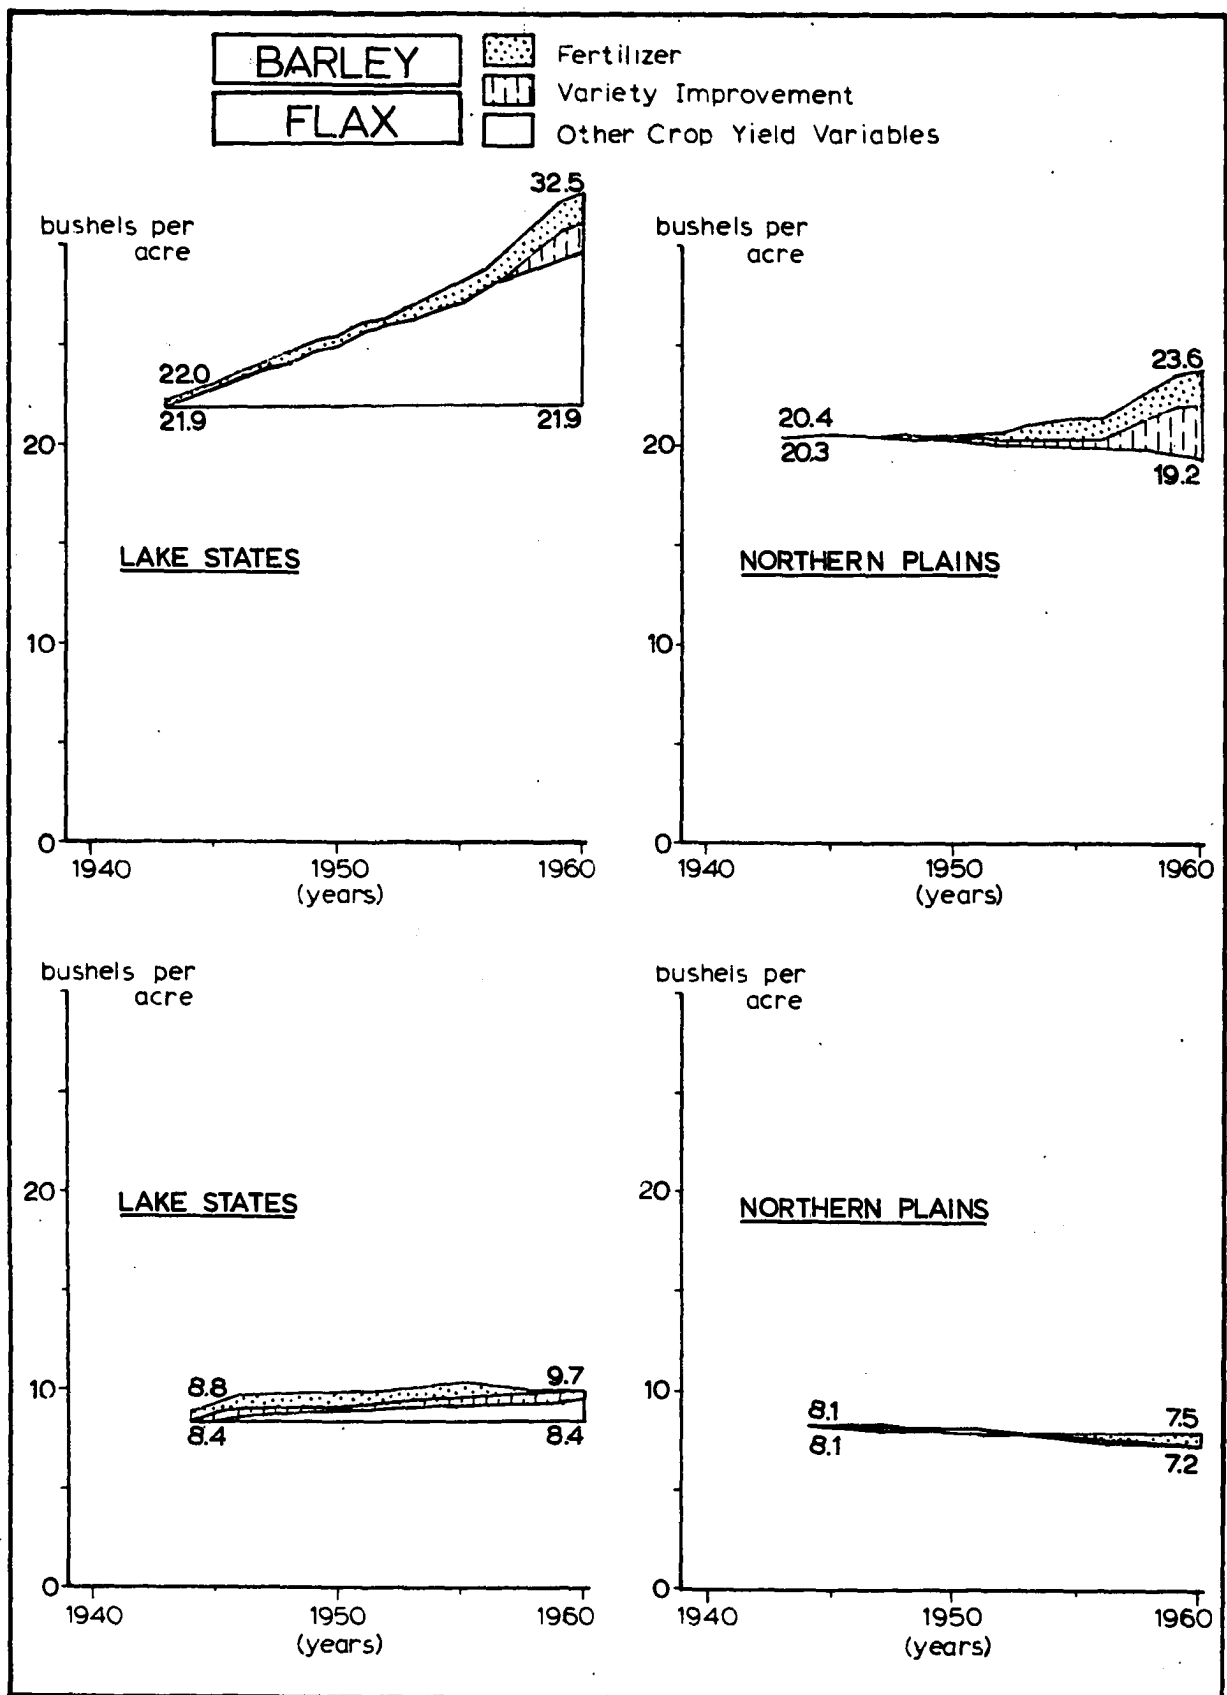 BARLEY
FLAX
Fertilizer
Variety Improvement
Other Crop Yield Variables
bushels per
acre
32.5
22.0
21.9
21.9
20
LAKE STATES
10
0
1940
1950
1960
(years)
bushels per
acre
23.6
20.4
20.3
19.2
20
NORTHERN PLAINS
10
0
1940
1950
1960
(years)
bushels per
acre
20
LAKE STATES
10
8.8
9.7
8.4
8.4
0
1940
1950
1960
(years)
bushels per
acre
20
NORTHERN PLAINS
10
8.1
7.5
8.1
7.2
0
1940
1950
1960
(years)